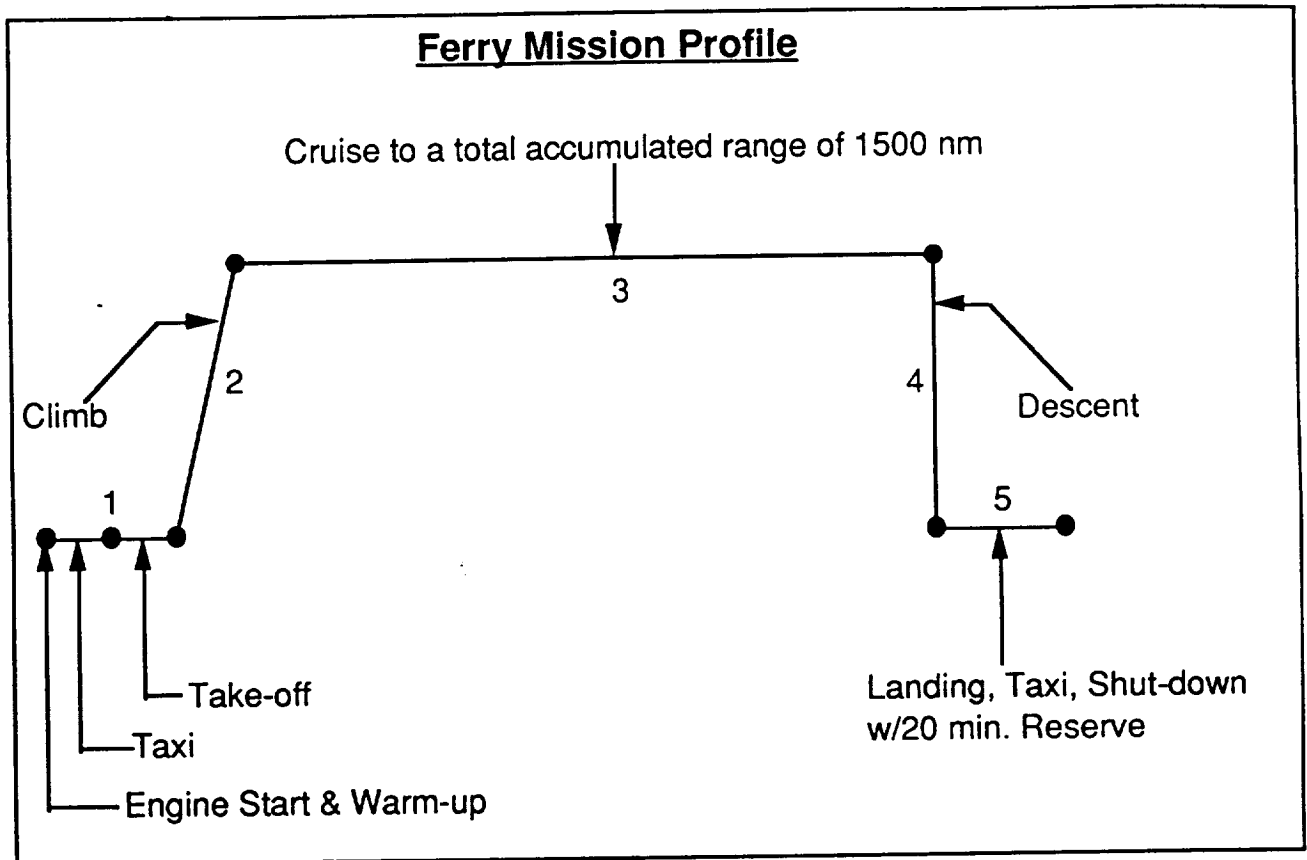 Ferry Mission Profile
Cruise to a total accumulated range of 1500 nm
3
2
4
Climb
Descent
1
5
Take-off
Landing, Taxi, Shut-down
w/20 min. Reserve
Taxi
Engine Start & Warm-up